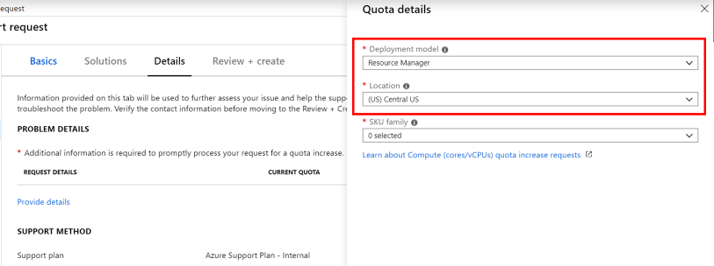 equest
rt request
Basics
Solutions
Details
Review + create
Information provided on this tab will be used to further assess your issue and help the suppo
troubleshoot the problem. Verify the contact information before moving to the Review + Cre
PROBLEM DETAILS
* Additional information is required to promptly process your request for a quota increase.
REQUEST DETAILS
CURRENT QUOTA
Provide details
SUPPORT METHOD
Support plan
Azure Support Plan - Internal
Quota details
* Deployment model
Resource Manager
* Location
(US) Central US
* SKU family
0 selected
Learn about Compute (cores/vCPUs) quota increase requests